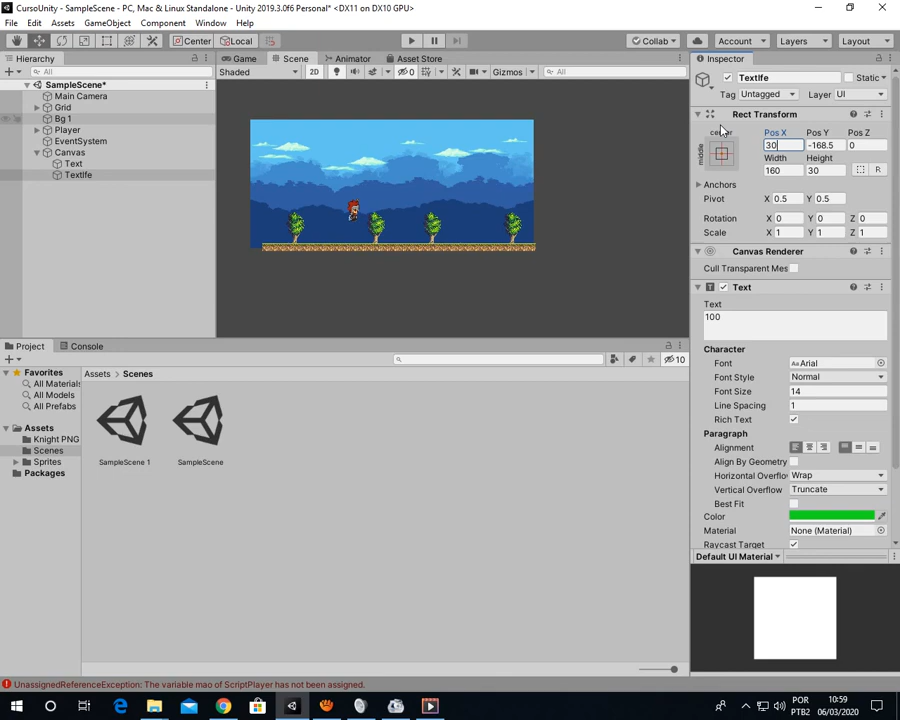 CursoUnity - SampleScene - PC, Mac & Linux Standalone - Unity 2019.3.0f6 Personal* <DX11 on DX10 GPU>
File Edit Assets GameObject Component Window Help
Center Local Collab Account Layers Layout
Hierarchy Game Scene Animator Asset Store Inspector
All Shaded 2D 0 Gizmos All TextIfe Static
SampleScene* Tag Untagged Layer UI
Main Camera
Grid Rect Transform
Bg 1
Player center Pos X Pos Y Pos Z
EventSystem middle 30 -168.5 0
Canvas Width Height
Text 160 30 R
TextIfe Anchors
Pivot X 0.5 Y 0.5
Rotation X 0 Y 0 Z 0
Scale X 1 Y 1 Z 1
Canvas Renderer
Cull Transparent Mes
Text
Text
100
Project Console Character
10 Font Arial
Favorites Assets Scenes Font Style Normal
All Materials Font Size 14
All Models Line Spacing 1
All Prefabs Rich Text
Assets Paragraph
Knight PNG Alignment
Scenes Align By Geometry
Sprites SampleScene 1 SampleScene Horizontal Overflo Wrap
Packages Vertical Overflow Truncate
Best Fit
Color
Material None (Material)
Raycast Target
Default UI Material
UnassignedReferenceException: The variable mao of ScriptPlayer has not been assigned.
POR 10:59
PTB2 06/03/2020